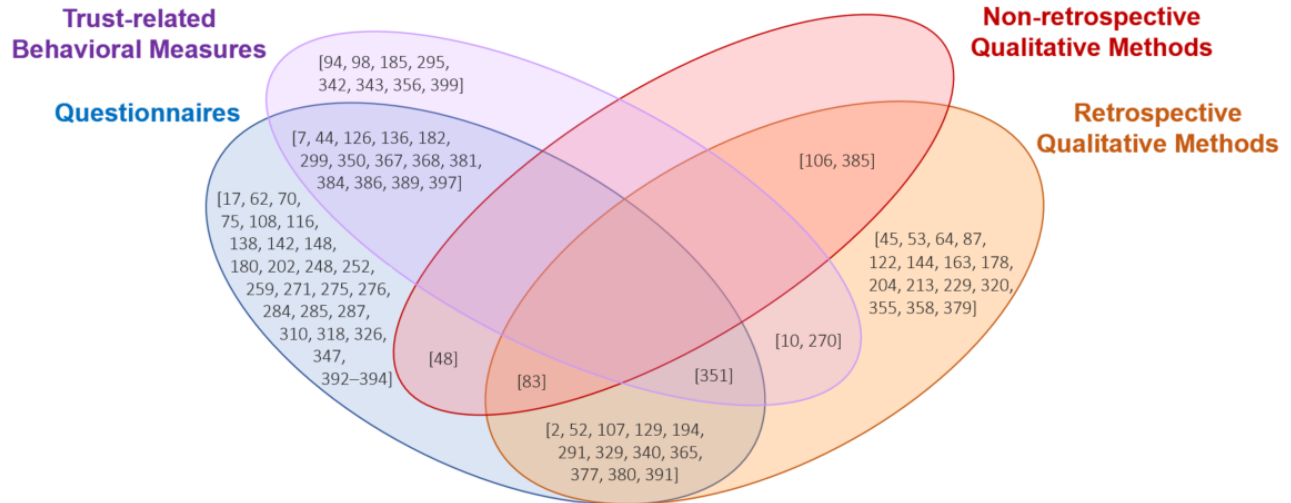 Trust-related
Behavioral Measures
Non-retrospective
Qualitative Methods
Questionnaires
Retrospective
Qualitative Methods
[94, 98, 185, 295,
342, 343, 356, 399]
[7, 44, 126, 136, 182,
299, 350, 367, 368, 381,
384, 386, 389, 397]
[106, 385]
[17, 62, 70,
75, 108, 116,
138, 142, 148,
180, 202, 248, 252,
259, 271, 275, 276,
284, 285, 287,
310, 318, 326,
347,
392–394]
[45, 53, 64, 87,
122, 144, 163, 178,
204, 213, 229, 320,
355, 358, 379]
[10, 270]
[48]
[83]
[351]
[2, 52, 107, 129, 194,
291, 329, 340, 365,
377, 380, 391]